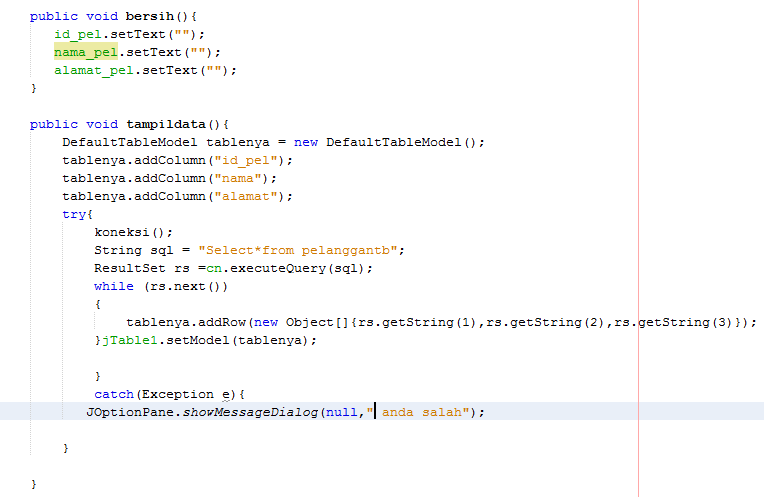 public void bersih(){
id_pel.setText("");
nama_pel.setText("");
alamat_pel.setText("");
}
public void tampildata(){
DefaultTableModel tablenya = new DefaultTableModel();
tablenya.addColumn("id_pel");
tablenya.addColumn("nama");
tablenya.addColumn("alamat");
try{
koneksi();
String sql = "Select*from pelanggantb";
ResultSet rs =cn.executeQuery(sql);
while (rs.next())
{
tablenya.addRow(new Object[]{rs.getString(1),rs.getString(2),rs.getString(3)});
}jTable1.setModel(tablenya);
}
catch(Exception e){
JOptionPane.showMessageDialog(null," anda salah");
}
}